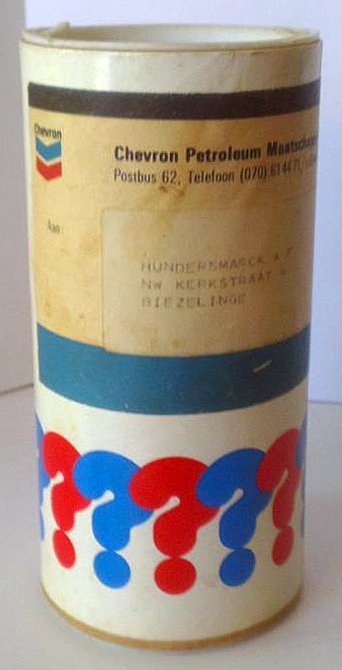 Chevron
Chevron Petroleum
Postbus 62, Telefoon (070)
Aan
HUNDERSMARCK A
NW KERKSTRAAT
BIEZELINGE
? ? ? ? ? ?